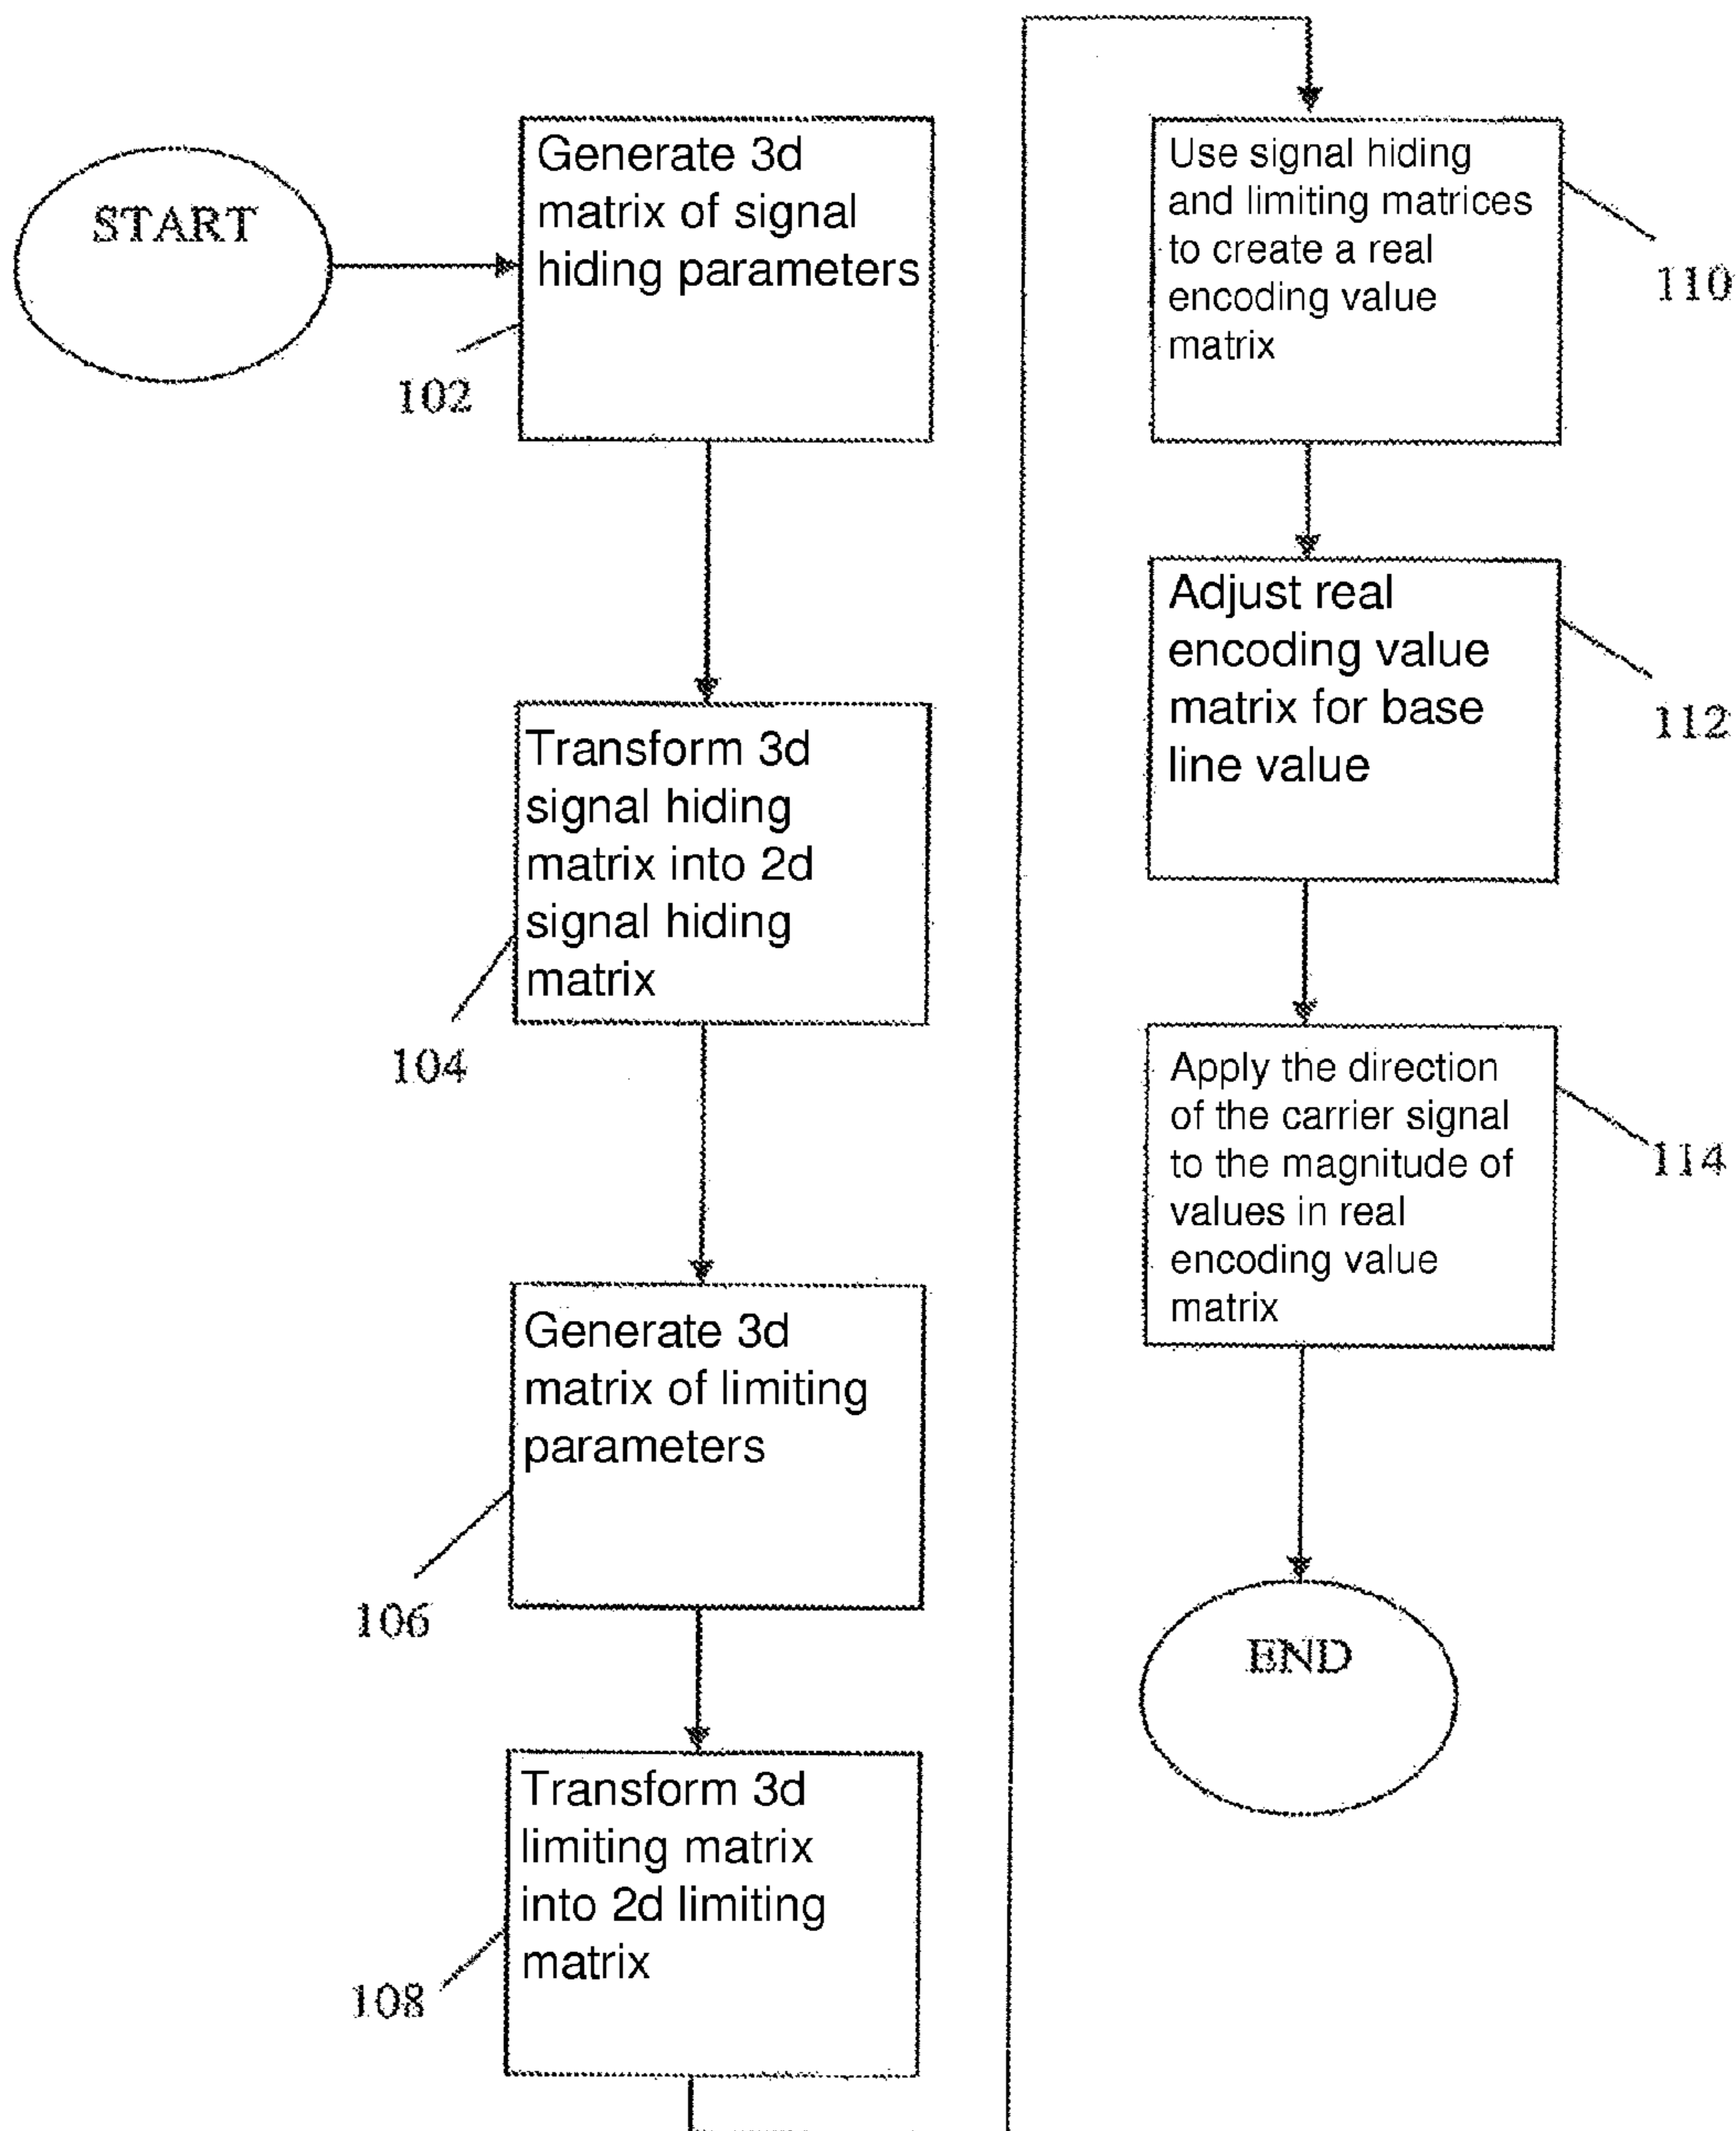 START
Generate 3d
matrix of signal
hiding parameters
102
Transform 3d
signal hiding
matrix into 2d
signal hiding
matrix
104
Generate 3d
matrix of limiting
parameters
106
Transform 3d
limiting matrix
into 2d limiting
matrix
108
Use signal hiding
and limiting matrices
to create a real
encoding value
matrix
110
Adjust real
encoding value
matrix for base
line value
112
Apply the direction
of the carrier signal
to the magnitude of
values in real
encoding value
matrix
114
END